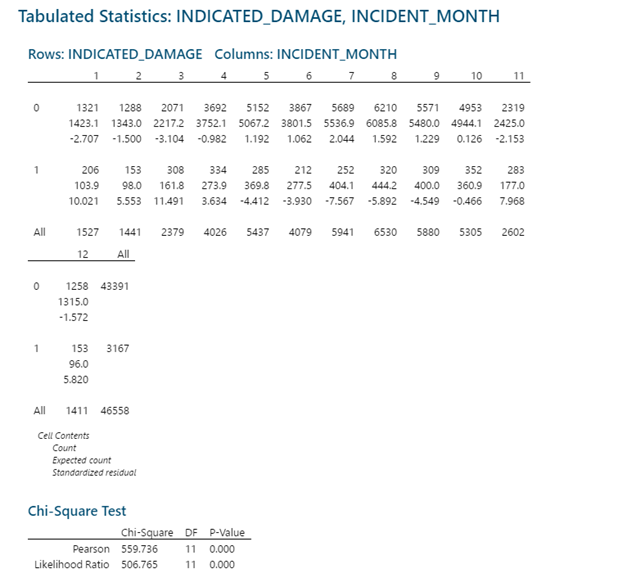 Tabulated Statistics: INDICATED_DAMAGE, INCIDENT_MONTH
Rows: INDICATED_DAMAGE Columns: INCIDENT_MONTH
1 2 3 4 5 6 7 8 9 10 11
0 1321 1288 2071 3692 5152 3867 5689 6210 5571 4953 2319
1423.1 1343.0 2217.2 3752.1 5067.2 3801.5 5536.9 6085.8 5480.0 4944.1 2425.0
-2.707 -1.500 -3.104 -0.982 1.192 1.062 2.044 1.592 1.229 0.126 -2.153
1 206 153 308 334 285 212 252 320 309 352 283
103.9 98.0 161.8 273.9 369.8 277.5 404.1 444.2 400.0 360.9 177.0
10.021 5.553 11.491 3.634 -4.412 -3.930 -7.567 -5.892 -4.549 -0.466 7.968
All 1527 1441 2379 4026 5437 4079 5941 6530 5880 5305 2602
12 All
0 1258 43391
1315.0
-1.572
1 153 3167
96.0
5.820
All 1411 46558
Cell Contents
Count
Expected count
Standardized residual
Chi-Square Test
Chi-Square DF P-Value
Pearson 559.736 11 0.000
Likelihood Ratio 506.765 11 0.000